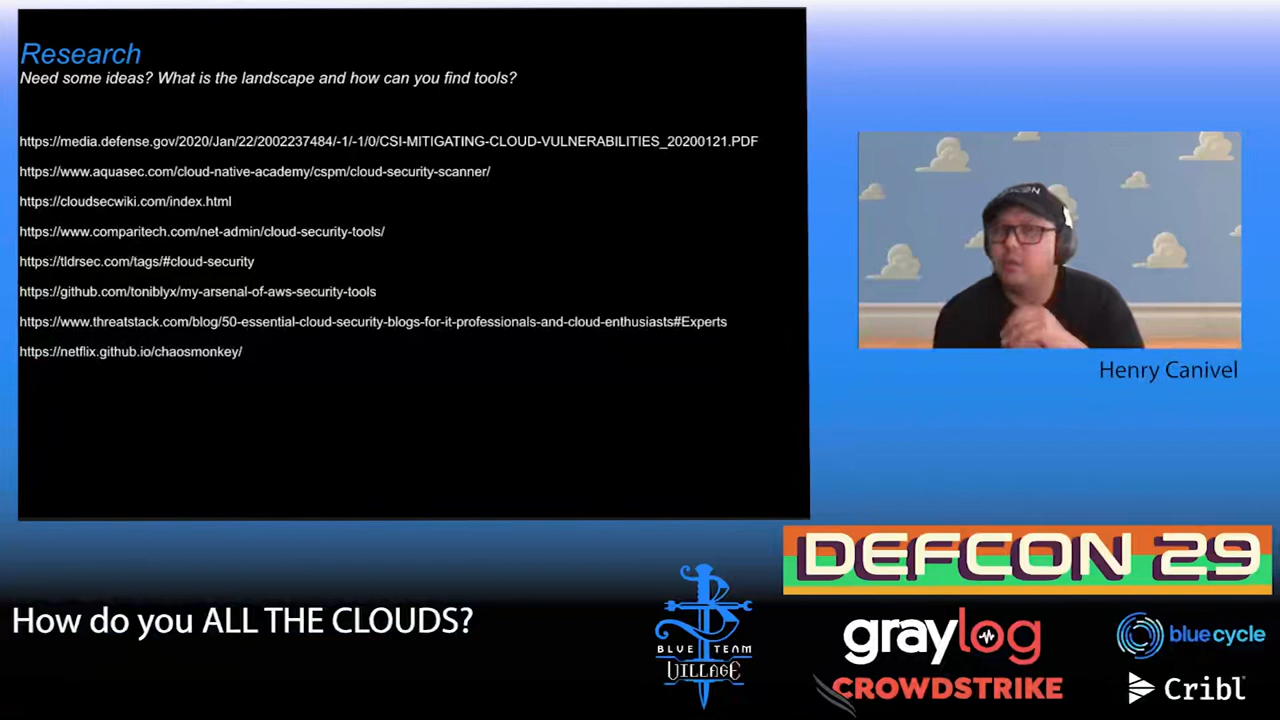 Research
Need some ideas? What is the landscape and how can you find tools?
https://media.defense.gov/2020/Jan/22/2002237484/-1/-1/0/CSI-MITIGATING-CLOUD-VULNERABILITIES_20200121.PDF
https://www.aquasec.com/cloud-native-academy/cspm/cloud-security-scanner/
https://cloudsecwiki.com/index.html
https://www.comparitech.com/net-admin/cloud-security-tools/
https://tldrsec.com/tags/#cloud-security
https://github.com/toniblyx/my-arsenal-of-aws-security-tools
https://www.threatstack.com/blog/50-essential-cloud-security-blogs-for-it-professionals-and-cloud-enthusiasts#Experts
https://netflix.github.io/chaosmonkey/
DEFCON
Henry Canivel
How do you ALL THE CLOUDS?
BLUE TEAM
VILLAGE
DEFCON 29
graylog
blue cycle
CROWDSTRIKE
Cribl